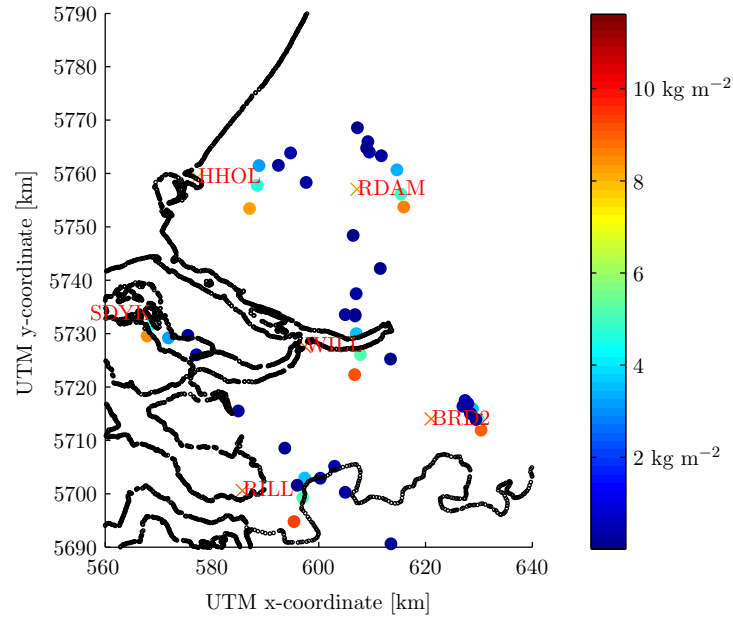 5790
5780
5770
5760
5750
5740
5730
5720
5710
5700
5690
560
580
600
620
640
UTM x-coordinate [km]
UTM y-coordinate [km]
HHOL
RDAM
SDYK
WILL
BRD2
RILL
10 kg m⁻²
8
6
4
2 kg m⁻²